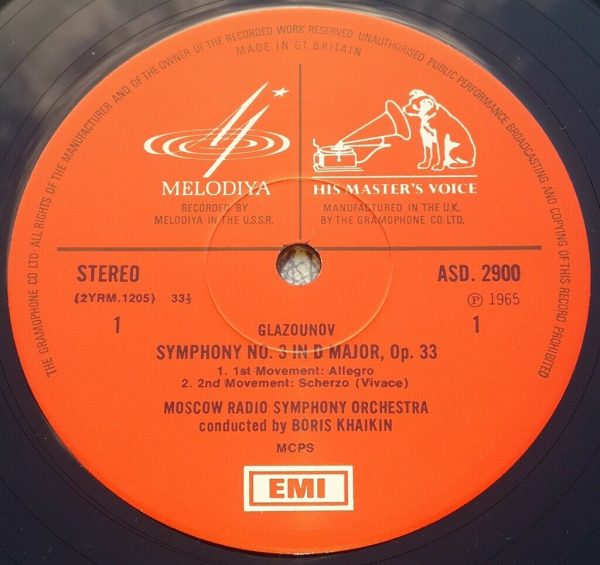 THE GRAMOPHONE CO LTD·ALL RIGHTS OF THE MANUFACTURER AND OF THE OWNER OF THE RECORDED WORK RESERVED·UNAUTHORISED PUBLIC PERFORMANCE BROADCASTING AND COPYING OF THIS RECORD PROHIBITED
MADE IN GT. BRITAIN
MELODIYA
RECORDED BY
MELODIYA IN THE U.S.S.R.
HIS MASTER'S VOICE
MANUFACTURED IN THE U.K.
BY THE GRAMOPHONE CO. LTD.
STEREO
(2YRM.1205) 33⅓
1
ASD. 2900
℗ 1965
1
GLAZOUNOV
SYMPHONY NO. 3 IN D MAJOR, Op. 33
1. 1st Movement: Allegro
2. 2nd Movement: Scherzo (Vivace)
MOSCOW RADIO SYMPHONY ORCHESTRA
conducted by BORIS KHAIKIN
MCPS
EMI